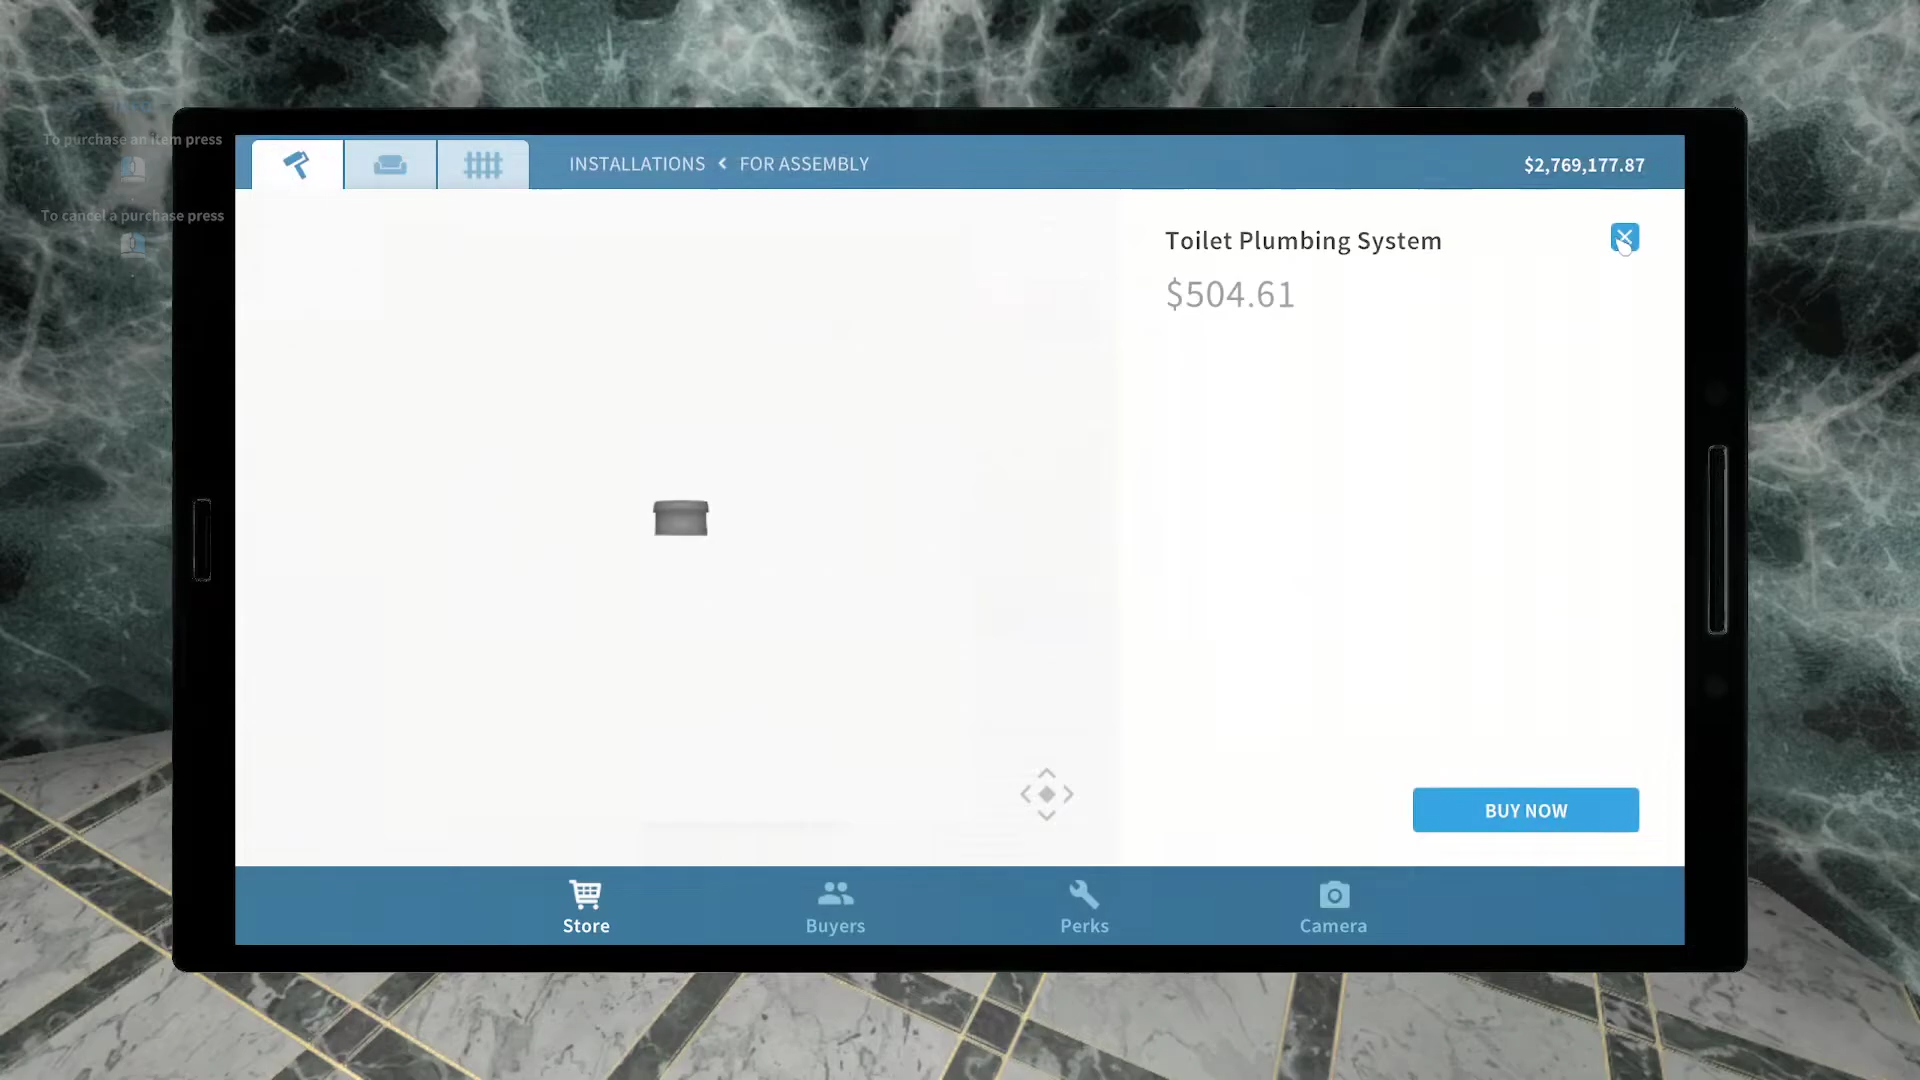 To purchase an item press
To cancel a purchase press
INSTALLATIONS < FOR ASSEMBLY
$2,769,177.87
Toilet Plumbing System
$504.61
BUY NOW
Store
Buyers
Perks
Camera